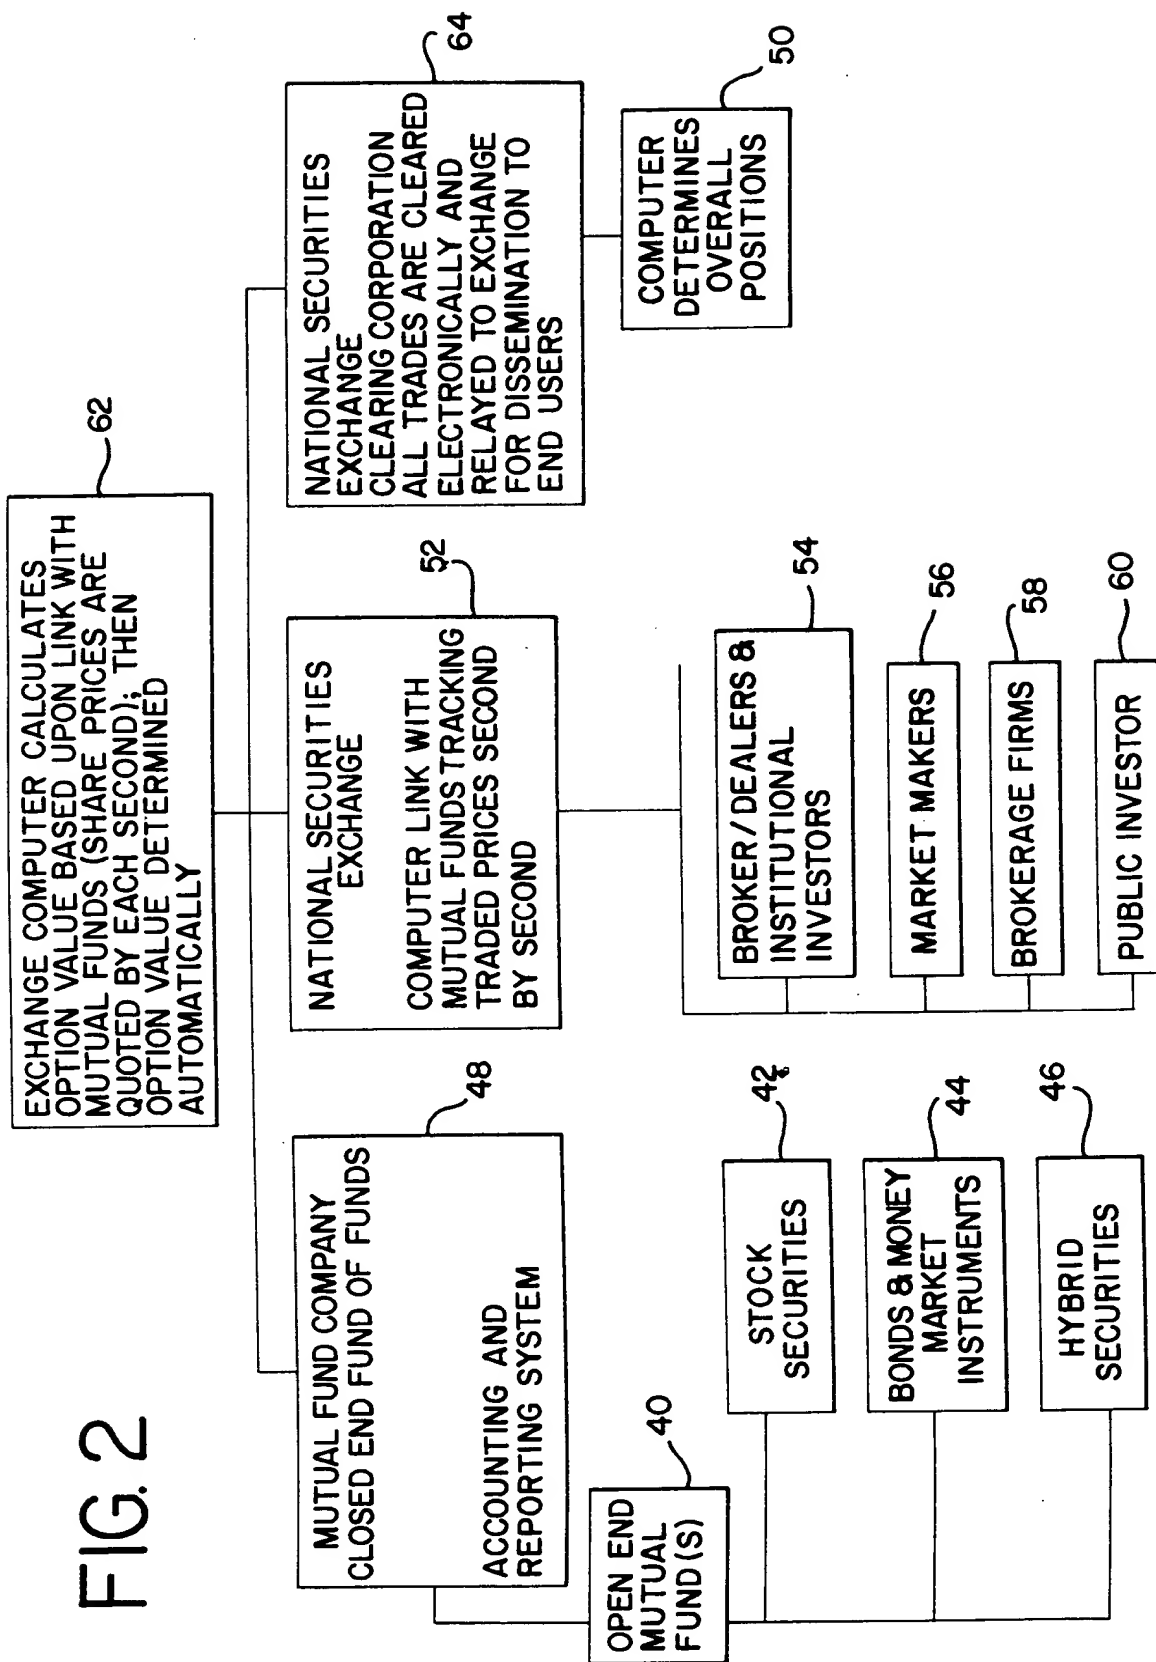 FIG. 2
EXCHANGE COMPUTER CALCULATES
OPTION VALUE BASED UPON LINK WITH
MUTUAL FUNDS (SHARE PRICES ARE
QUOTED BY EACH SECOND); THEN
OPTION VALUE DETERMINED
AUTOMATICALLY
62
MUTUAL FUND COMPANY
CLOSED END FUND OF FUNDS
ACCOUNTING AND
REPORTING SYSTEM
48
NATIONAL SECURITIES
EXCHANGE
COMPUTER LINK WITH
MUTUAL FUNDS TRACKING
TRADED PRICES SECOND
BY SECOND
52
NATIONAL SECURITIES
EXCHANGE
CLEARING CORPORATION
ALL TRADES ARE CLEARED
ELECTRONICALLY AND
RELAYED TO EXCHANGE
FOR DISSEMINATION TO
END USERS
64
OPEN END
MUTUAL
FUND(S)
40
STOCK
SECURITIES
42
BONDS & MONEY
MARKET
INSTRUMENTS
44
HYBRID
SECURITIES
46
BROKER/DEALERS &
INSTITUTIONAL
INVESTORS
54
MARKET MAKERS
56
BROKERAGE FIRMS
58
PUBLIC INVESTOR
60
COMPUTER
DETERMINES
OVERALL
POSITIONS
50